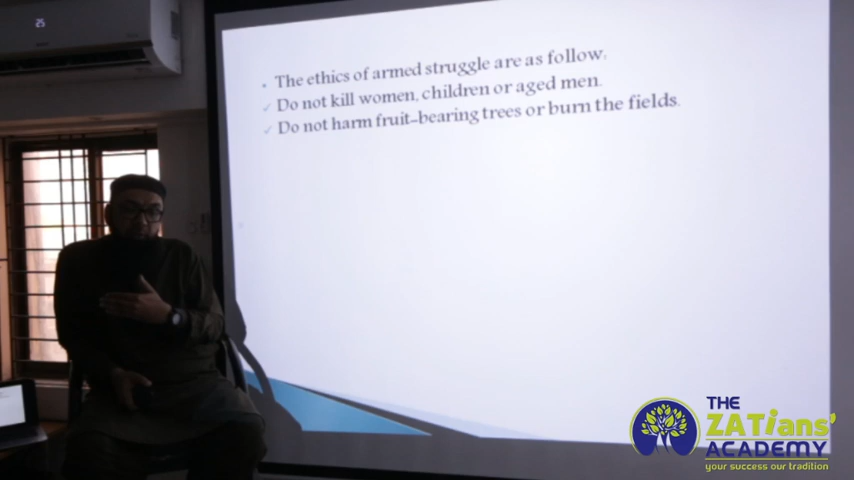 The ethics of armed struggle are as follow.
Do not kill women, children or aged men.
Do not harm fruit-bearing trees or burn the fields.
THE
ZATians'
ACADEMY
your success our tradition